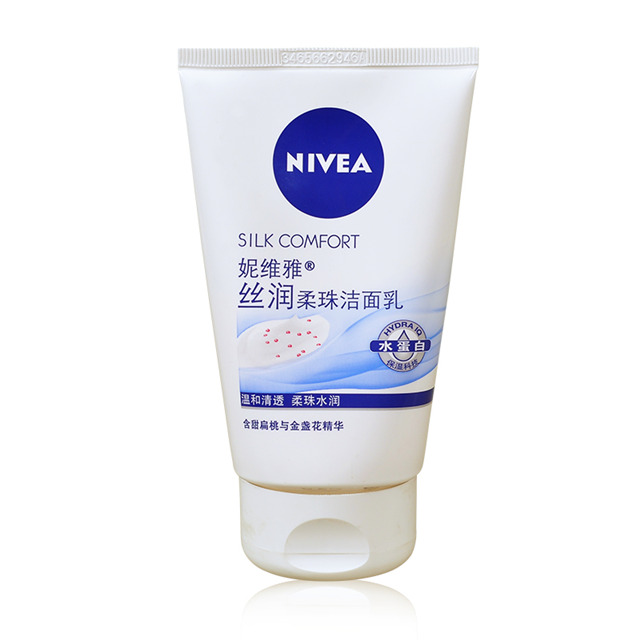 3465662946
NIVEA
SILK COMFORT
妮维雅®
丝润柔珠洁面乳
HYDRA IQ
水蛋白
保湿科技
温和清透 柔珠水润
含甜扁桃与金盏花精华